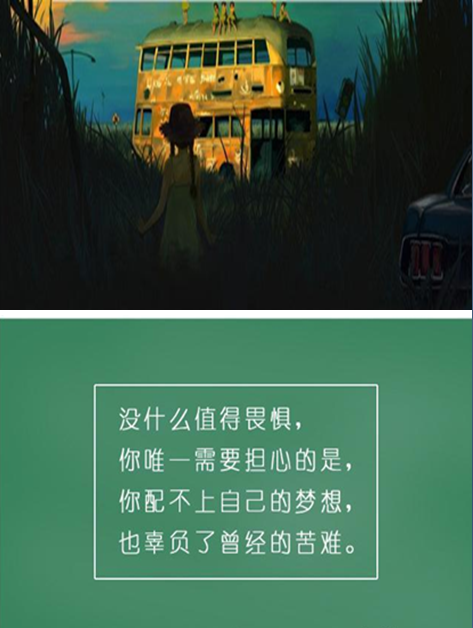 没什么值得畏惧，
你唯一需要担心的是，
你配不上自己的梦想，
也辜负了曾经的苦难。